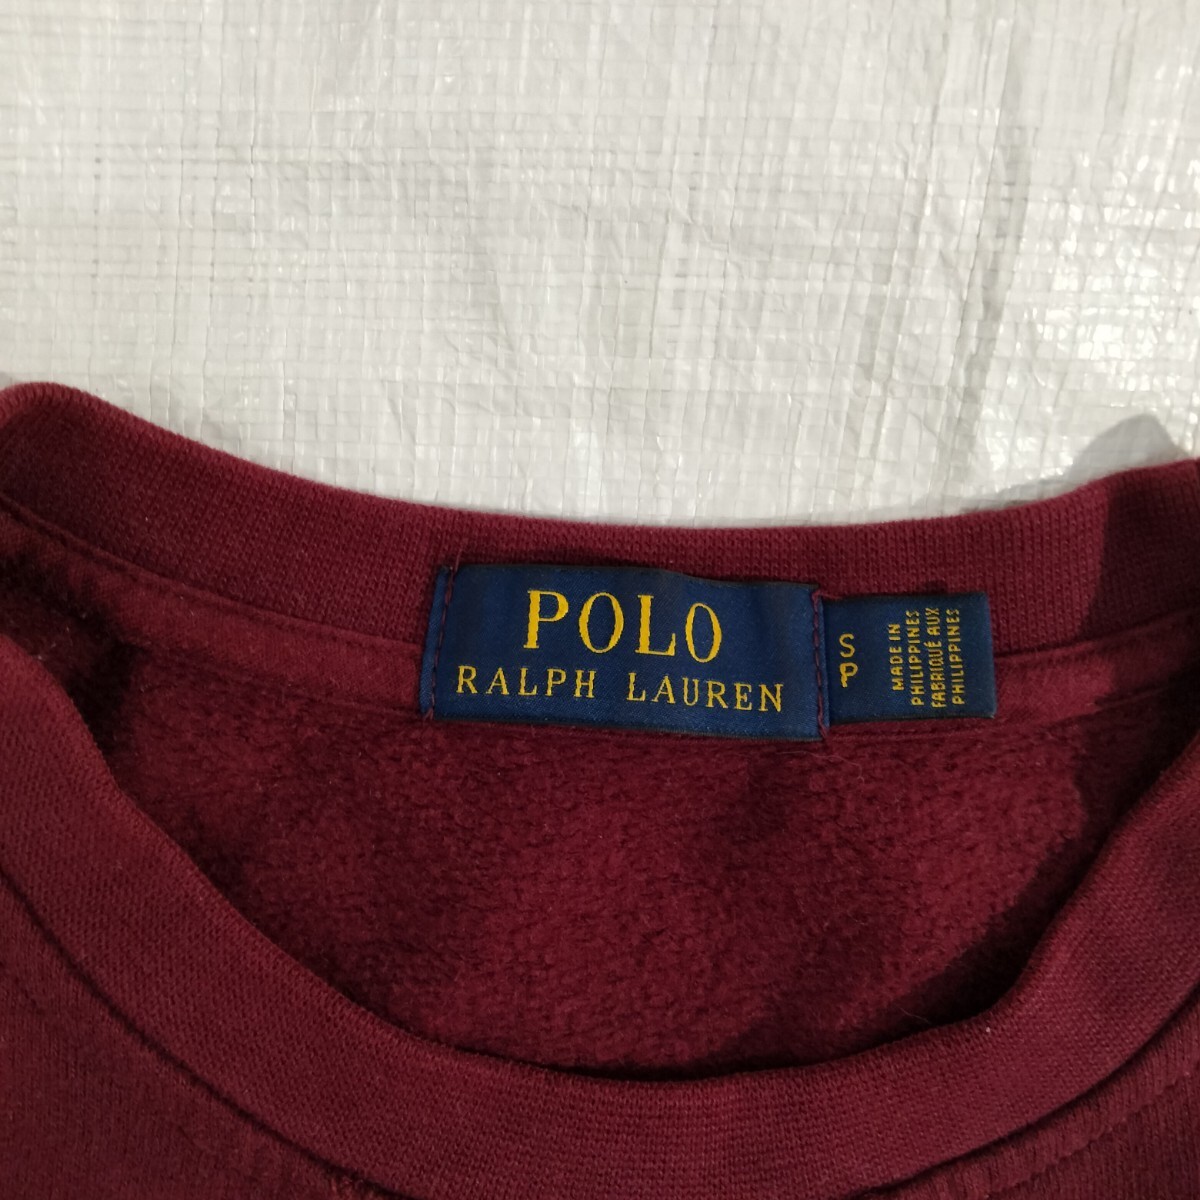 POLO
RALPH LAUREN
S
P
MADE IN
PHILIPPINES
FABRIQUÉ AUX
PHILIPPINES